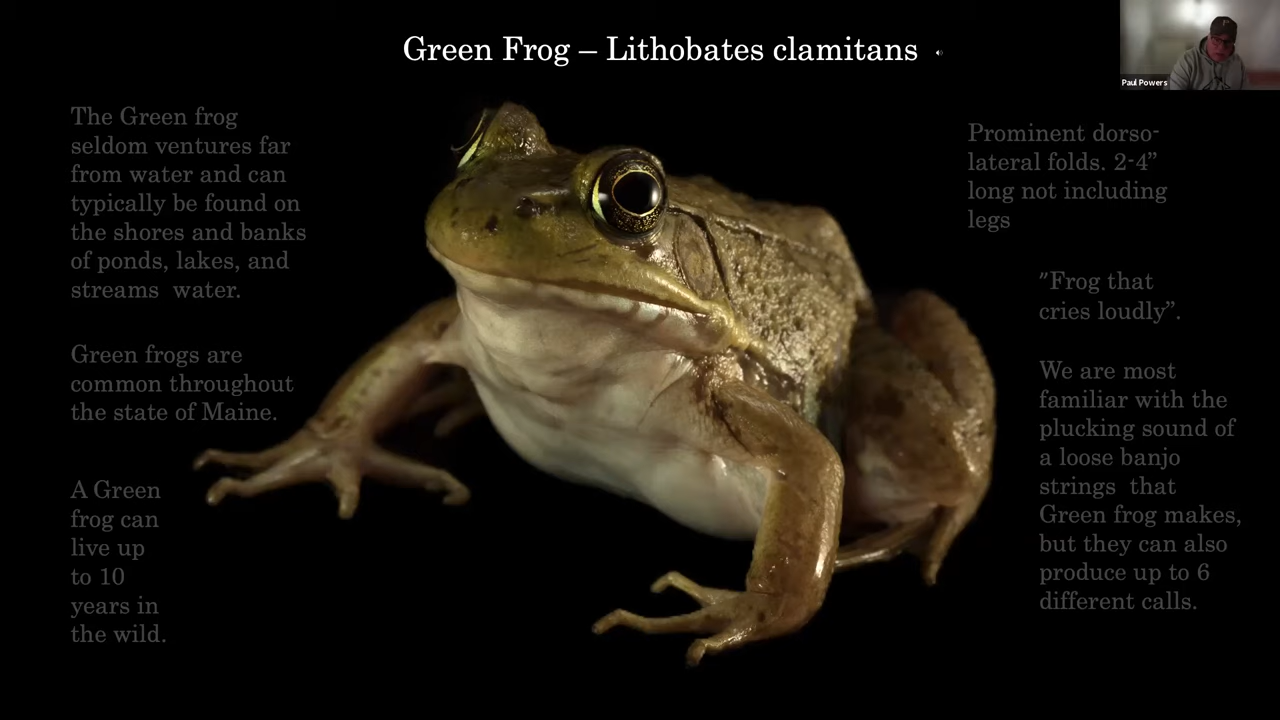 Green Frog – Lithobates clamitans
Paul Powers
The Green frog
seldom ventures far
from water and can
typically be found on
the shores and banks
of ponds, lakes, and
streams  water.
Green frogs are
common throughout
the state of Maine.
A Green
frog can
live up
to 10
years in
the wild.
Prominent dorso-
lateral folds. 2-4”
long not including
legs
"Frog that
cries loudly”.
We are most
familiar with the
plucking sound of
a loose banjo
strings  that
Green frog makes,
but they can also
produce up to 6
different calls.